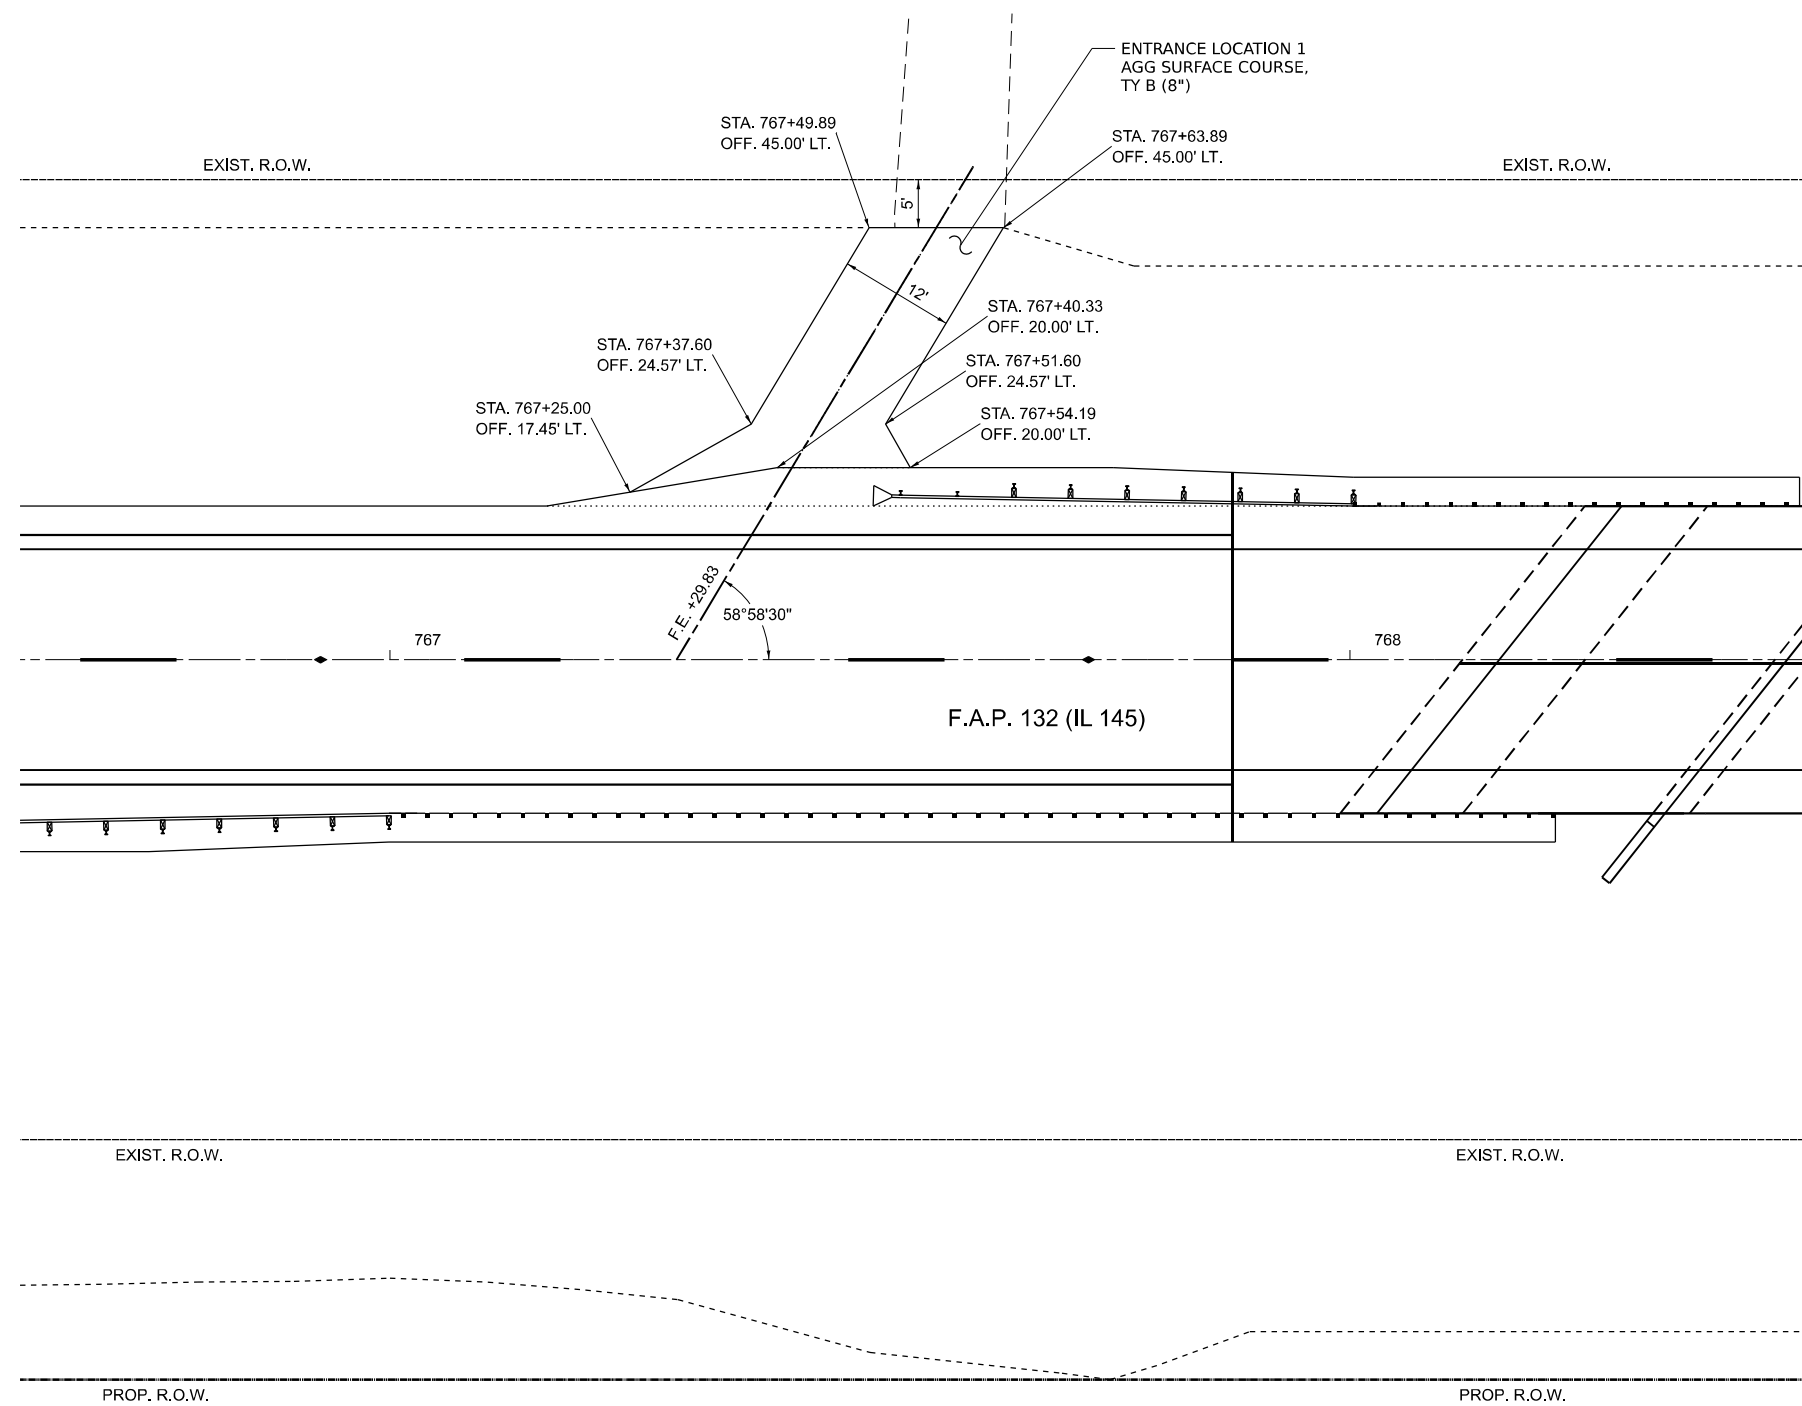 ENTRANCE LOCATION 1
AGG SURFACE COURSE,
TY B (8")
STA. 767+49.89
OFF. 45.00' LT.
STA. 767+63.89
OFF. 45.00' LT.
EXIST. R.O.W.
EXIST. R.O.W.
5'
12'
STA. 767+40.33
OFF. 20.00' LT.
STA. 767+37.60
OFF. 24.57' LT.
STA. 767+51.60
OFF. 24.57' LT.
STA. 767+25.00
OFF. 17.45' LT.
STA. 767+54.19
OFF. 20.00' LT.
F.E. +29.83
58°58'30"
767
768
F.A.P. 132 (IL 145)
EXIST. R.O.W.
EXIST. R.O.W.
PROP. R.O.W.
PROP. R.O.W.